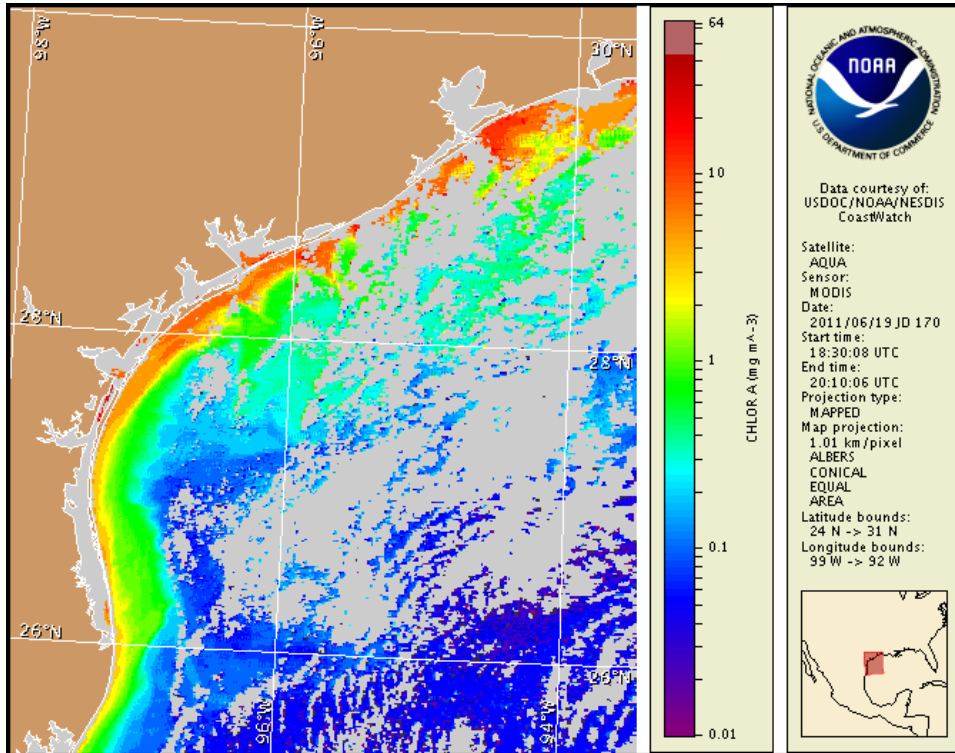 98°W
96°W
30°N
28°N
28°N
26°N
26°N
96°W
94°W
64
10
1
0.1
0.01
CHLOR A (mg m^-3)
NATIONAL OCEANIC AND ATMOSPHERIC ADMINISTRATION
NOAA
U.S. DEPARTMENT OF COMMERCE
Data courtesy of:
USDOC/NOAA/NESDIS
CoastWatch
Satellite:
AQUA
Sensor:
MODIS
Date:
2011/06/19 JD 170
Start time:
18:30:08 UTC
End time:
20:10:06 UTC
Projection type:
MAPPED
Map projection:
1.01 km/pixel
ALBERS
CONICAL
EQUAL
AREA
Latitude bounds:
24 N -> 31 N
Longitude bounds:
99 W -> 92 W